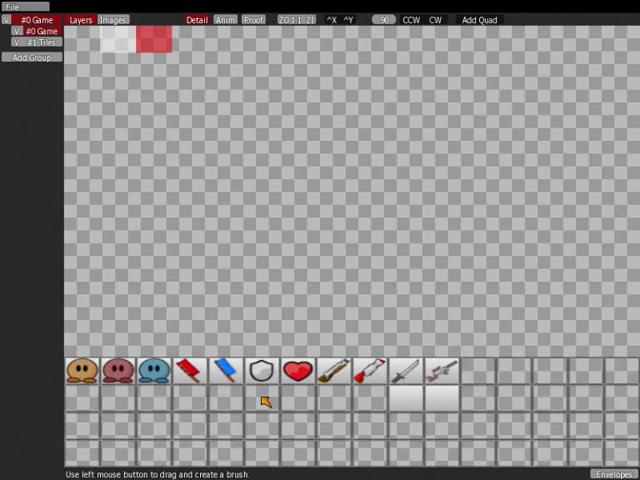 File
V #0 Game Layers Images Detail Anim Proof ZO 1:1 ZI ^X ^Y 90 CCW CW Add Quad
V #0 Game
V #1 Tiles
Add Group
Use left mouse button to drag and create a brush. Envelopes